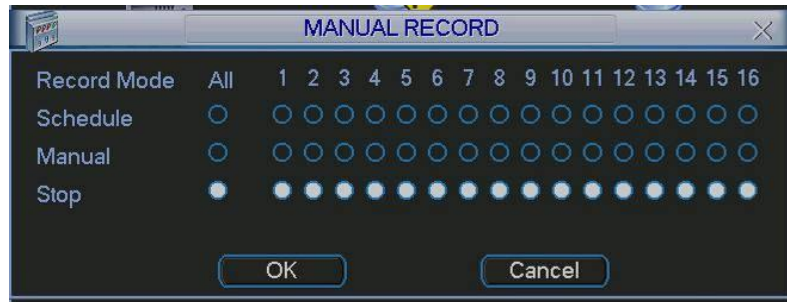 MANUAL RECORD
Record Mode All 1 2 3 4 5 6 7 8 9 10 11 12 13 14 15 16
Schedule
Manual
Stop
OK Cancel